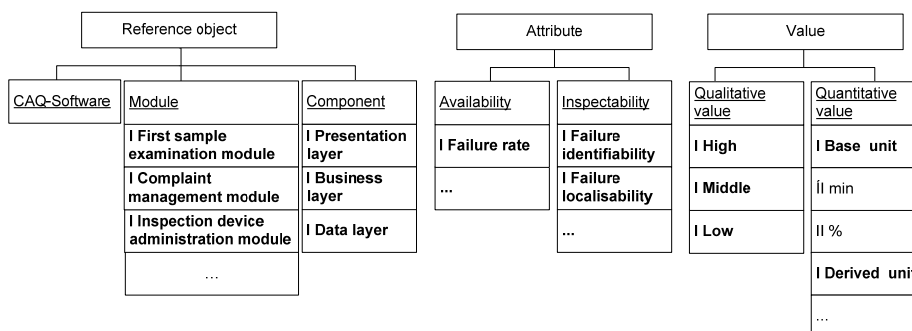 Reference object
Attribute
Value
CAQ-Software
Module
I First sample
examination module
I Complaint
management module
I Inspection device
administration module
...
Component
I Presentation
layer
I Business
layer
I Data layer
Availability
I Failure rate
...
Inspectability
I Failure
identifiability
I Failure
localisability
...
Qualitative
value
I High
I Middle
I Low
Quantitative
value
I Base unit
ÍI min
II %
I Derived unit
...